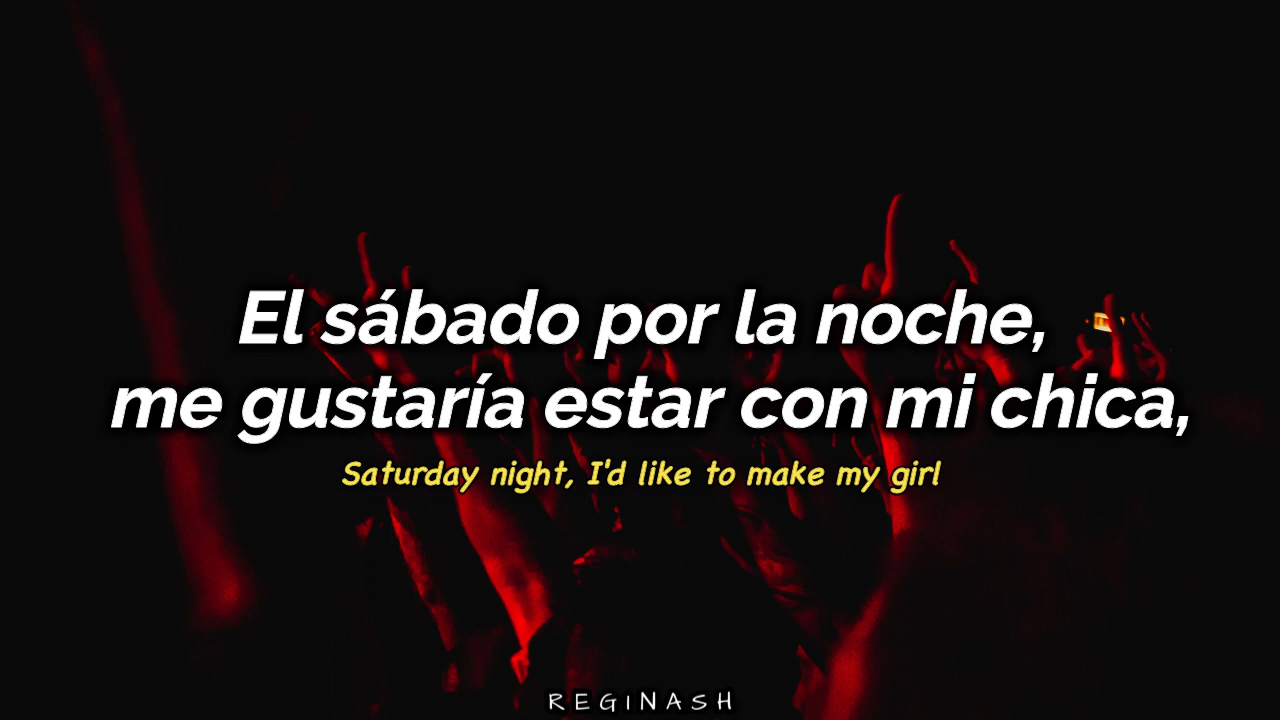 El sábado por la noche,
me gustaría estar con mi chica,
Saturday night, I'd like to make my girl
REGINASH